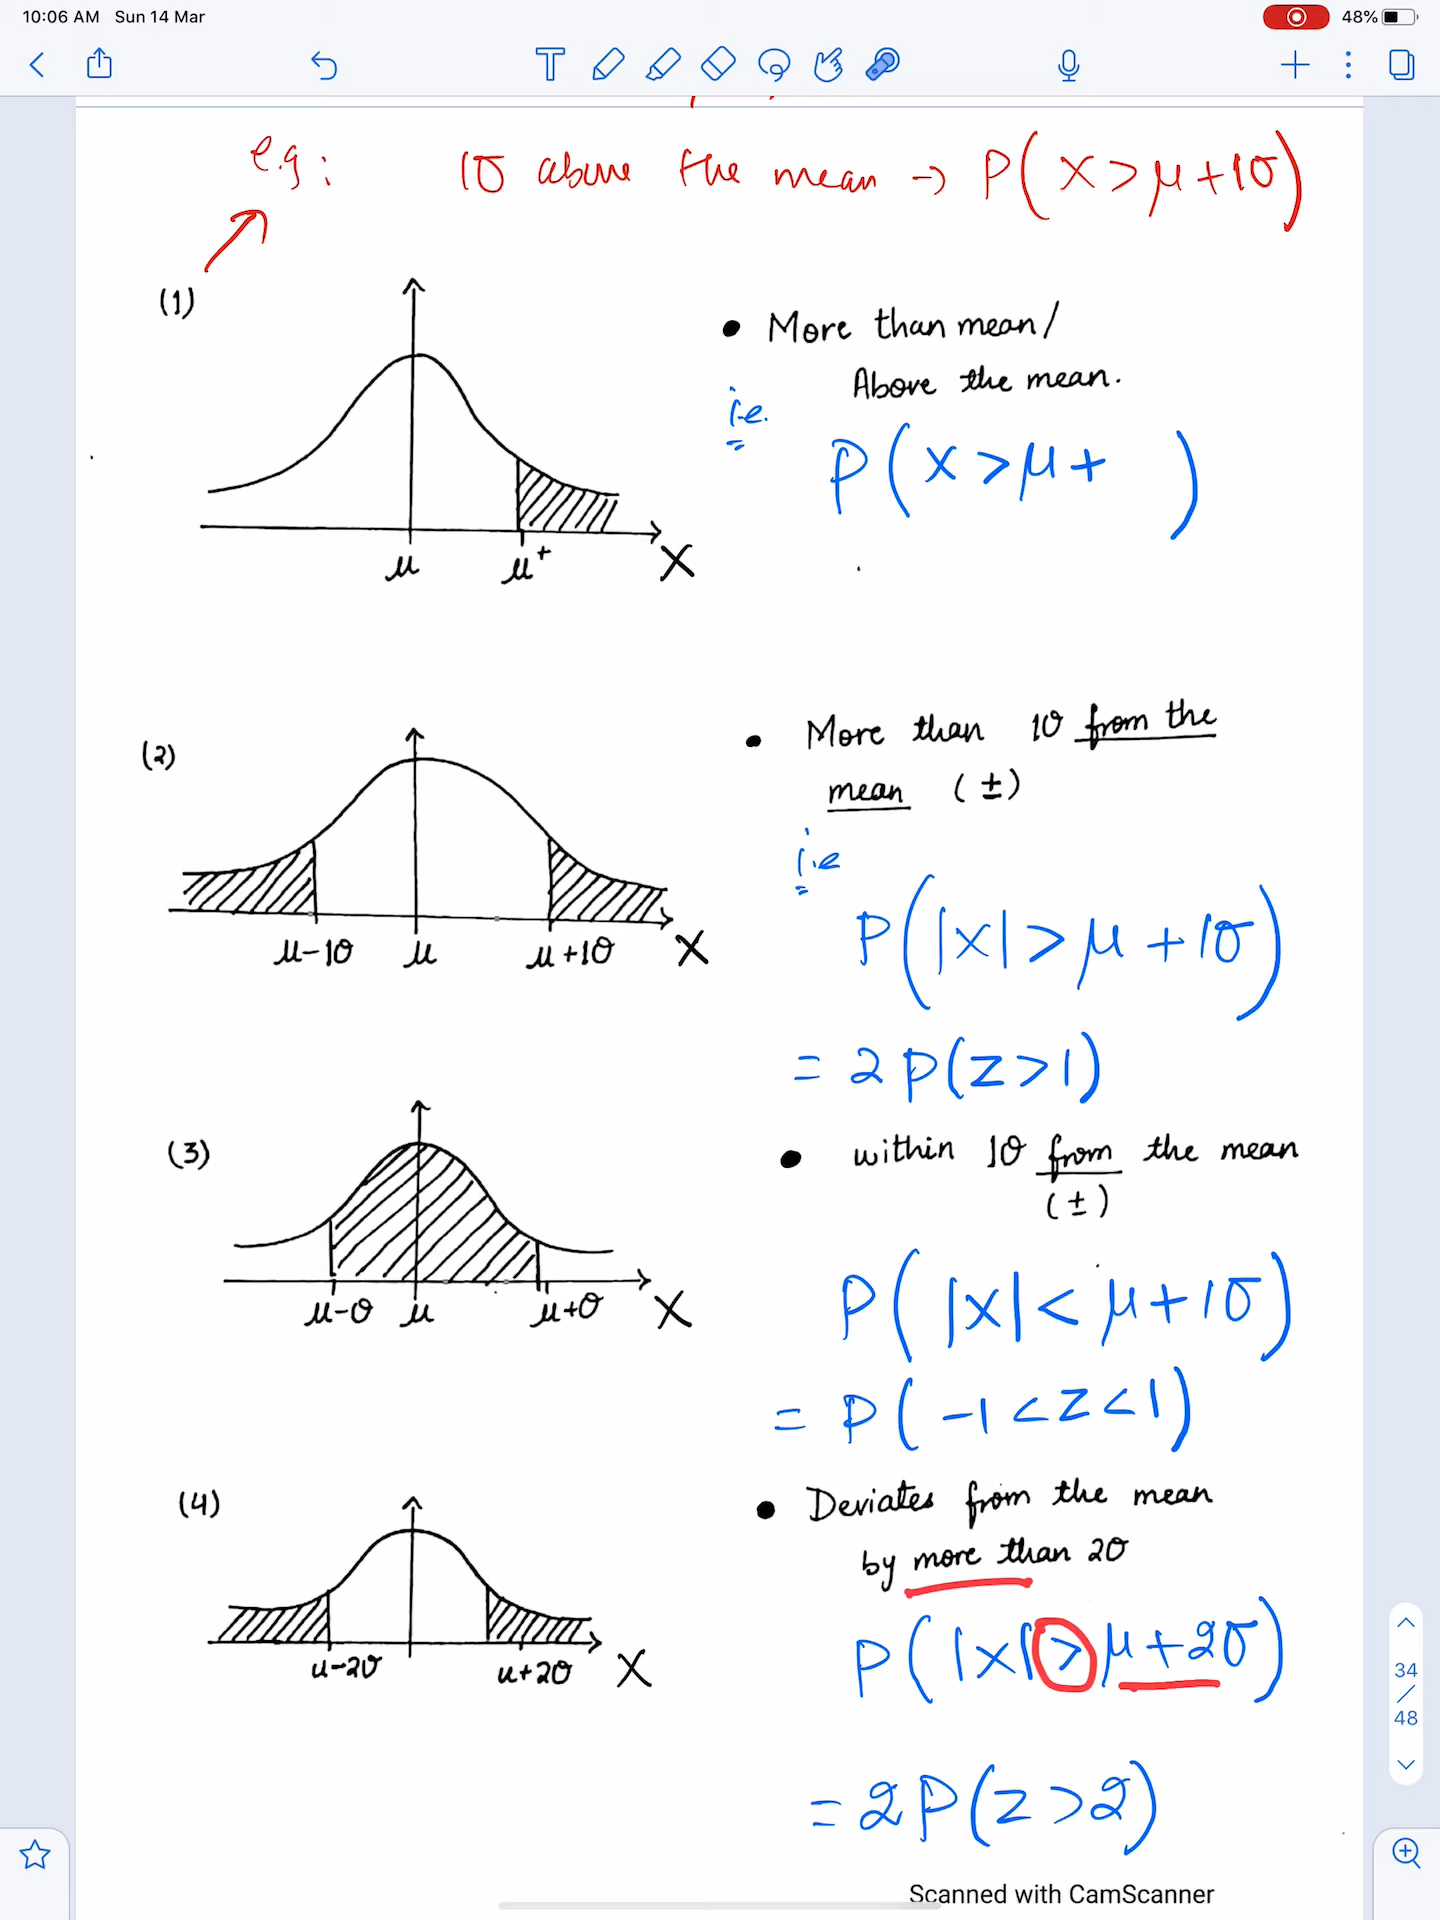 10:06 AM Sun 14 Mar
48%
e.g: 1σ above the mean → P(X>μ+1σ)
(1)
• More than mean/
Above the mean.
i.e.
P(X>μ+ )
μ μ+ X
(2)
• More than 1σ from the
mean (±)
i.e
P(|X|>μ+1σ)
μ-1σ μ μ+1σ X
= 2P(Z>1)
(3)
• within 1σ from the mean
(±)
P(|X|<μ+1σ)
μ-σ μ μ+σ X
= P(-1<Z<1)
(4)
• Deviates from the mean
by more than 2σ
P(|X|>μ+2σ)
μ-2σ μ+2σ X
= 2P(Z>2)
34
/
48
Scanned with CamScanner